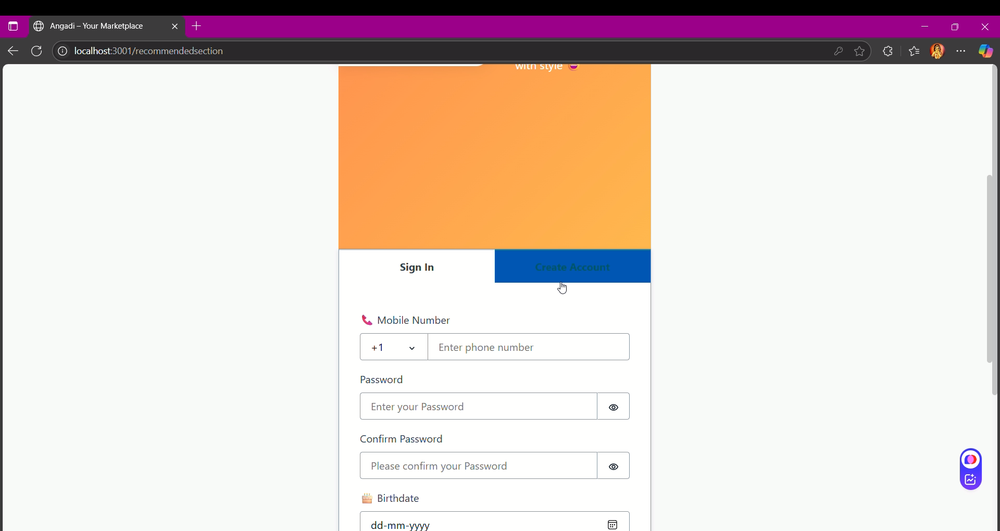 Angadi – Your Marketplace
localhost:3001/recommendedsection
with style
Sign In
Create Account
Mobile Number
+1
Enter phone number
Password
Enter your Password
Confirm Password
Please confirm your Password
Birthdate
dd-mm-yyyy